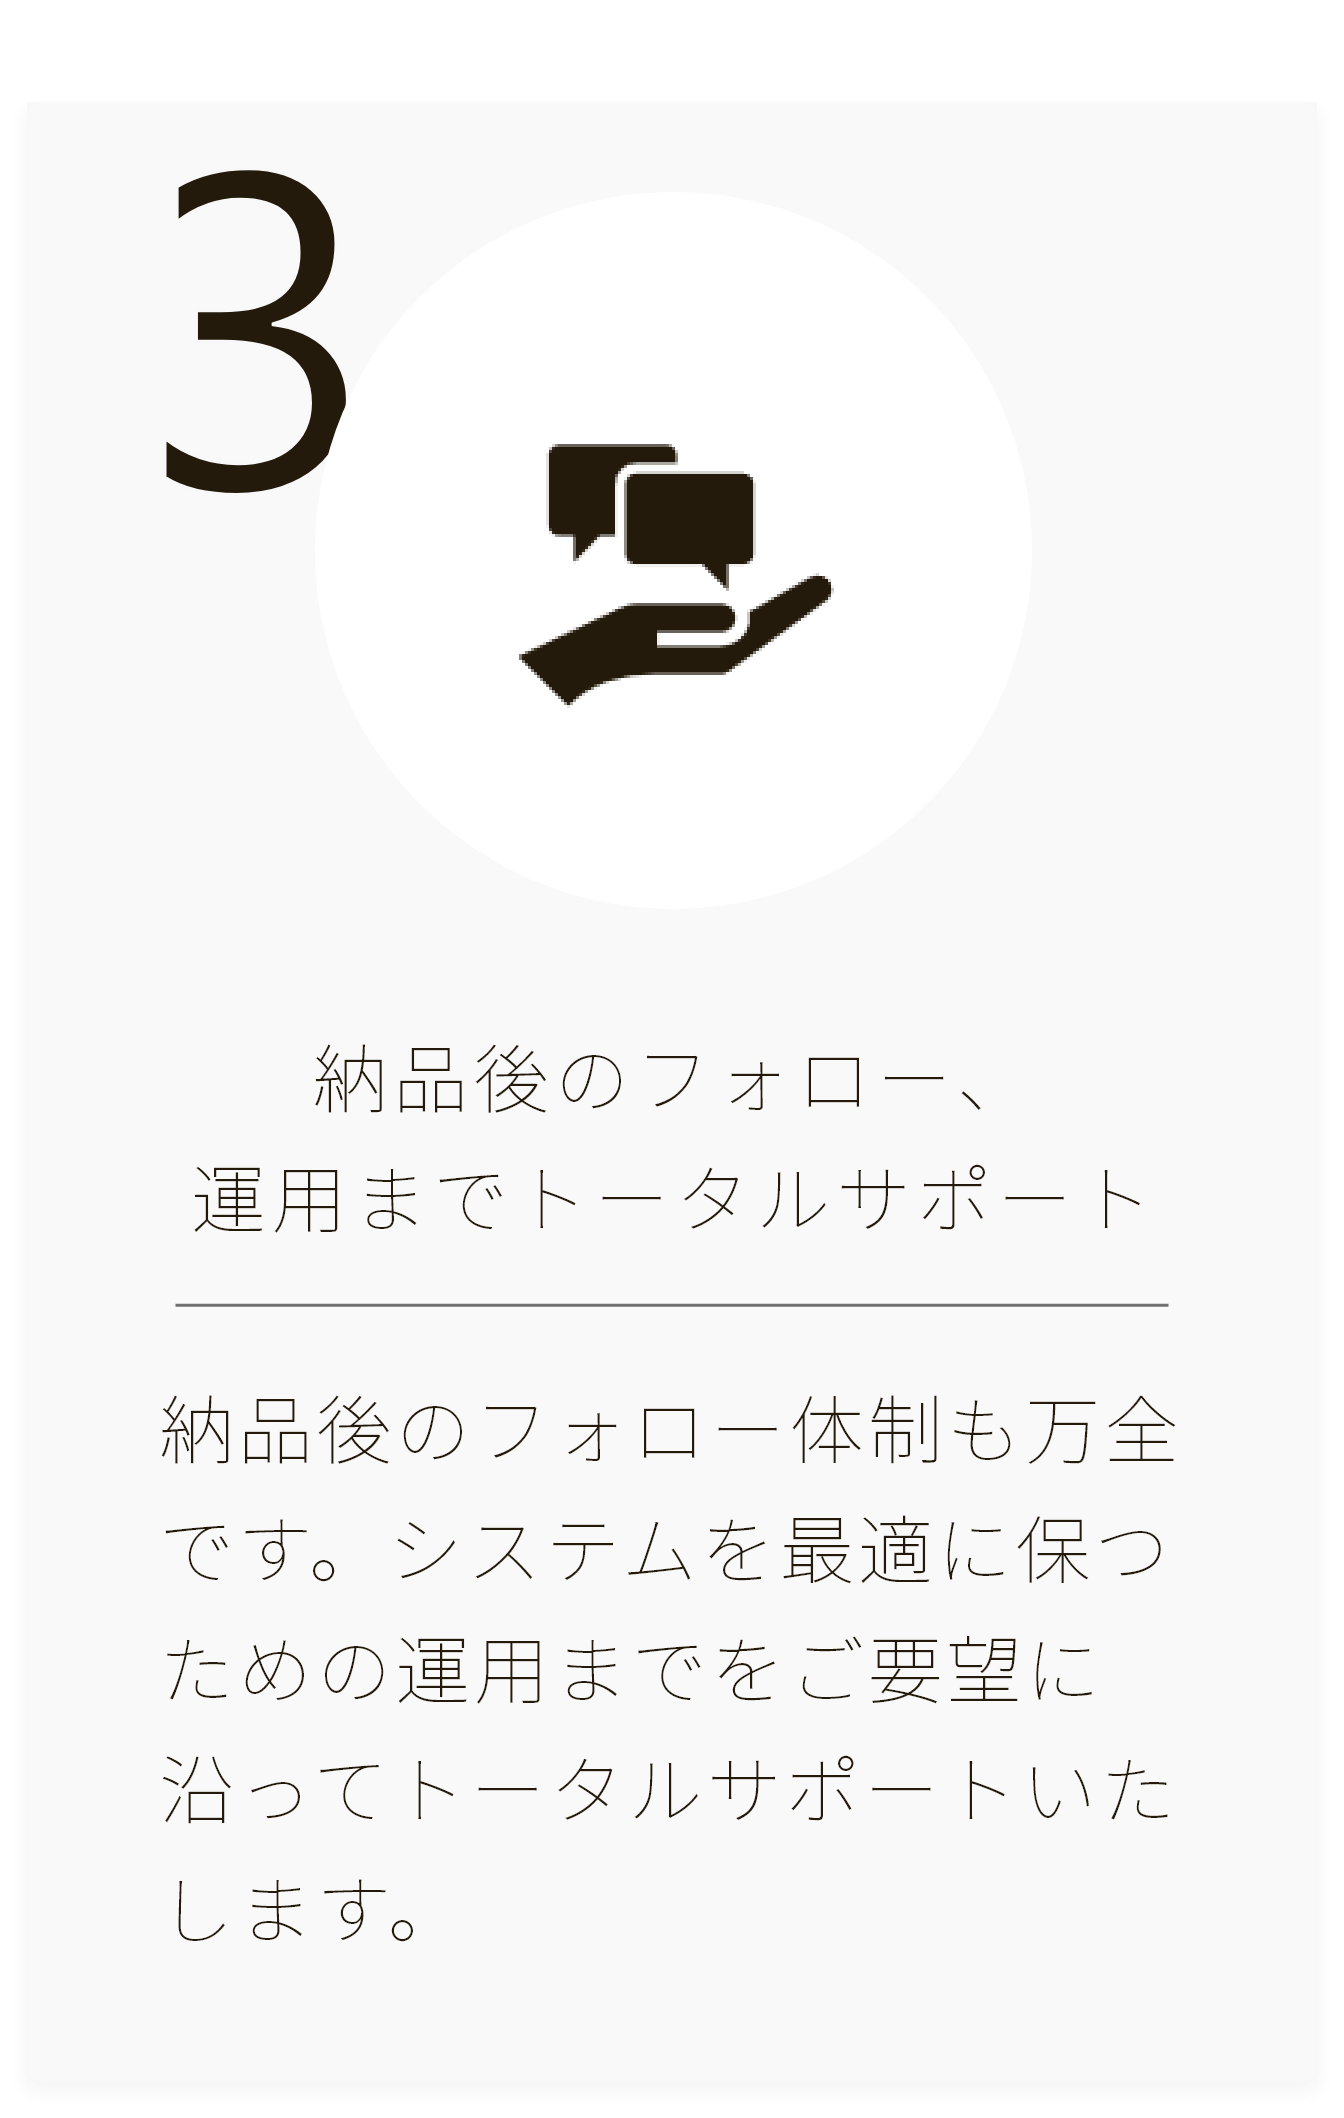 3
納品後のフォロー、
運用までトータルサポート
納品後のフォロー体制も万全
です。システムを最適に保つ
ための運用までをご要望に
沿ってトータルサポートいた
します。